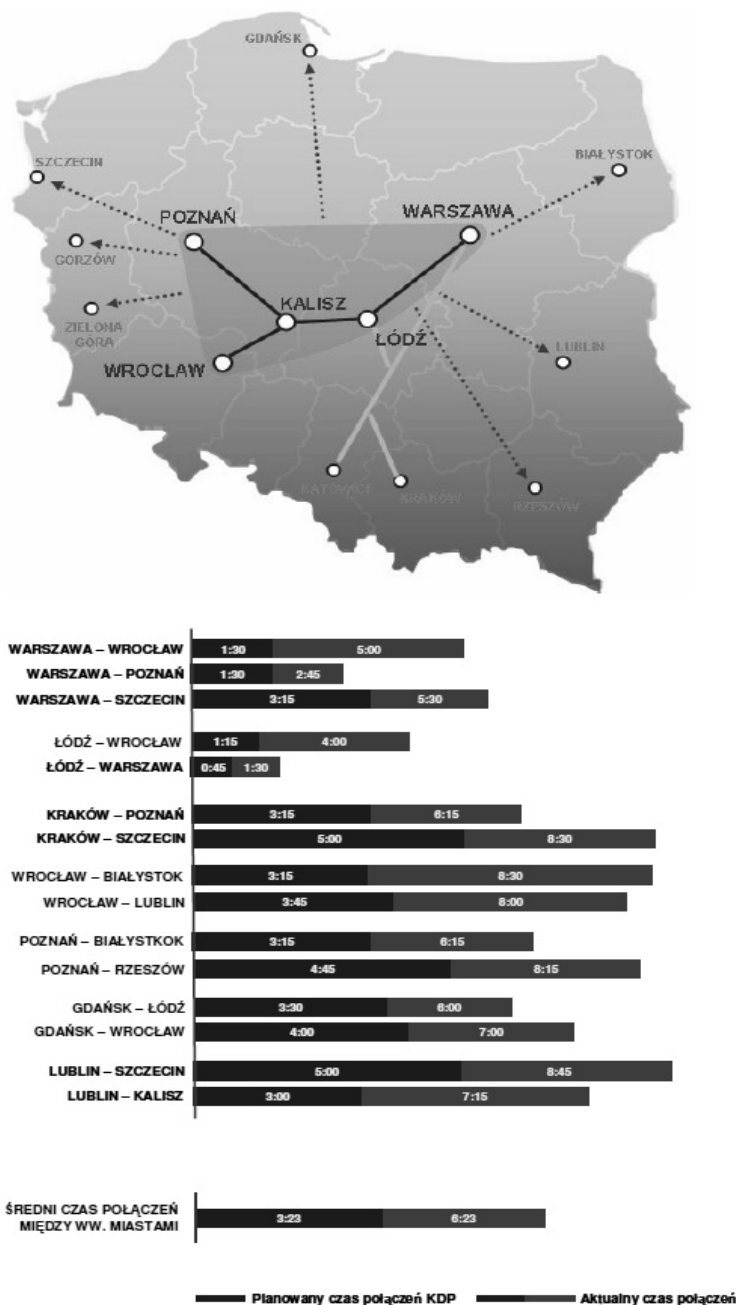 GDAŃSK
SZCZECIN
BIAŁYSTOK
POZNAŃ
WARSZAWA
GORZÓW
KALISZ
ZIELONA
GÓRA
ŁÓDŹ
LUBLIN
WROCŁAW
KATOWICE
KRAKÓW
RZESZÓW
WARSZAWA – WROCŁAW 1:30 5:00
WARSZAWA – POZNAŃ 1:30 2:45
WARSZAWA – SZCZECIN 3:15 5:30
ŁÓDŹ – WROCŁAW 1:15 4:00
ŁÓDŹ – WARSZAWA 0:45 1:30
KRAKÓW – POZNAŃ 3:15 6:15
KRAKÓW – SZCZECIN 5:00 8:30
WROCŁAW – BIAŁYSTOK 3:15 8:30
WROCŁAW – LUBLIN 3:45 8:00
POZNAŃ – BIAŁYSTKOK 3:15 6:15
POZNAŃ – RZESZÓW 4:45 8:15
GDAŃSK – ŁÓDŹ 3:30 6:00
GDAŃSK – WROCŁAW 4:00 7:00
LUBLIN – SZCZECIN 5:00 8:45
LUBLIN – KALISZ 3:00 7:15
ŚREDNI CZAS POŁĄCZEŃ
MIĘDZY WW. MIASTAMI 3:23 6:23
Planowany czas połączeń KDP Aktualny czas połączeń